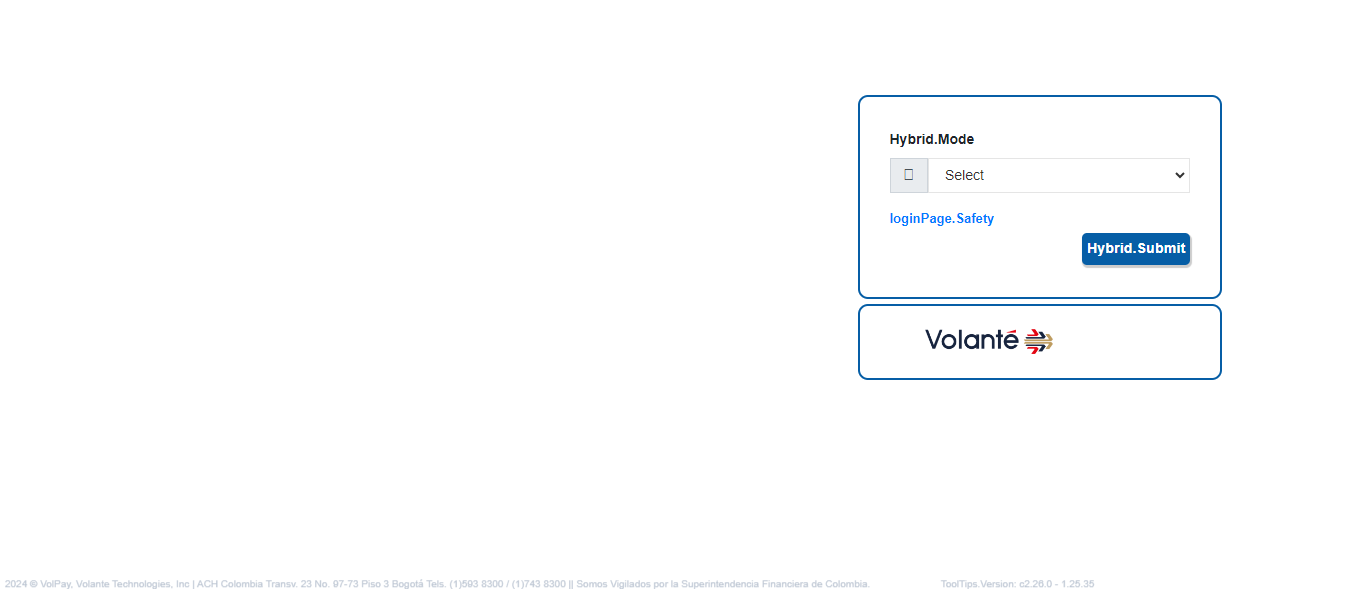 Hybrid.Mode
Select
loginPage.Safety
Hybrid.Submit
Volanté
2024 © VolPay, Volante Technologies, Inc | ACH Colombia Transv. 23 No. 97-73 Piso 3 Bogotá Tels. (1)593 8300 / (1)743 8300 || Somos Vigilados por la Superintendencia Financiera de Colombia. ToolTips.Version: c2.26.0 - 1.25.35